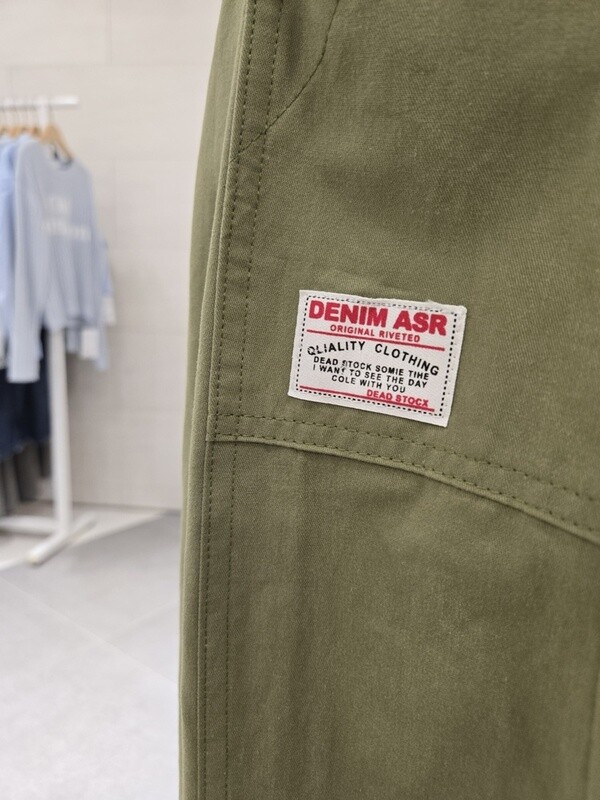 DENIM ASR
ORIGINAL RIVETED
QLIALITY CLOTHING
DEAD STOCK SOMIE TIHE
I WANT TO SEE THE DAY
COLE WITH YOU
DEAD STOCX